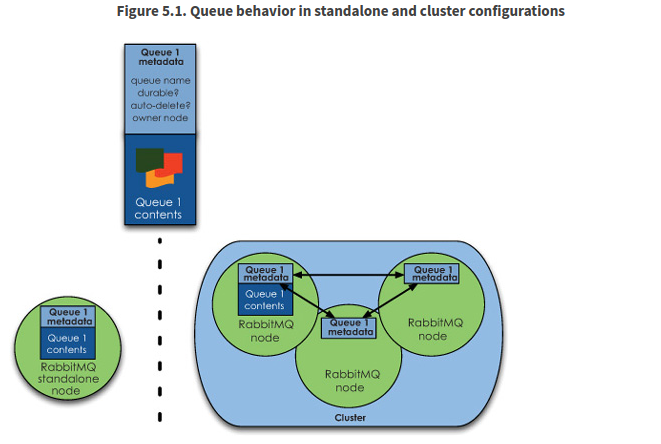 Figure 5.1. Queue behavior in standalone and cluster configurations
Queue 1
metadata
queue name
durable?
auto-delete?
owner node
Queue 1
contents
Queue 1
metadata
Queue 1
contents
RabbitMQ
standalone
node
Queue 1
metadata
Queue 1
contents
RabbitMQ
node
Queue 1
metadata
RabbitMQ
node
Queue 1
metadata
RabbitMQ
node
Cluster